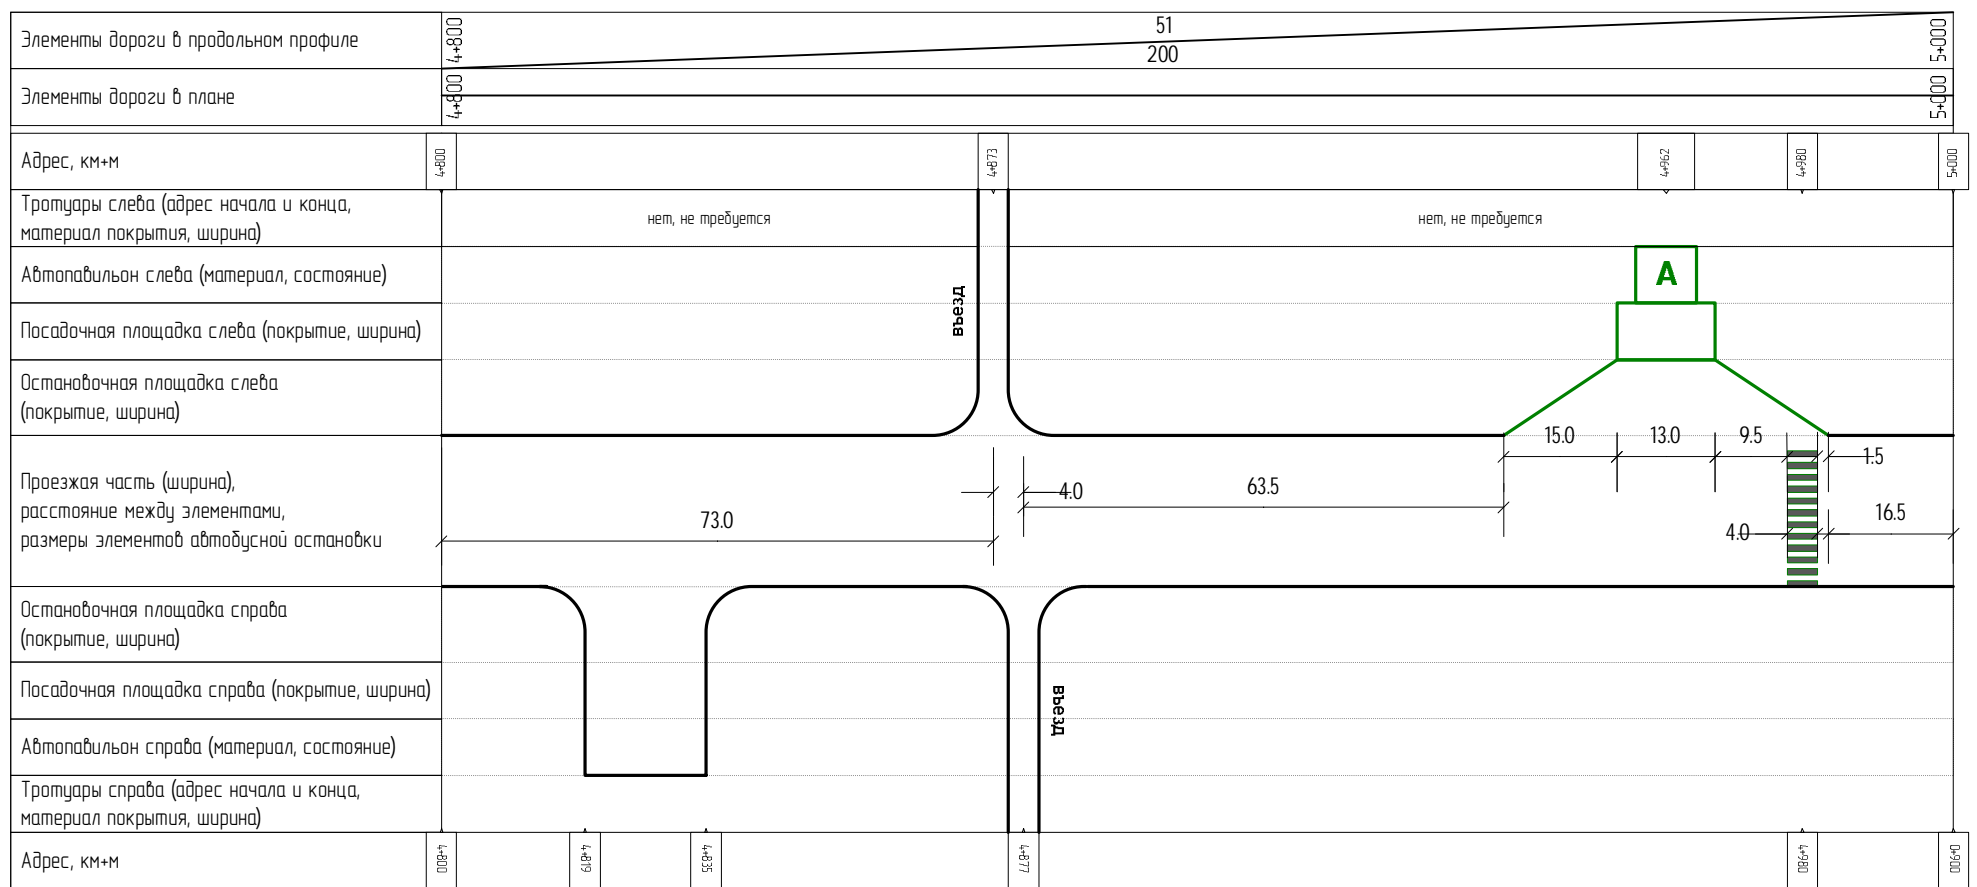 Элементы дороги в продольном профиле
4+800
51
200
5+000
Элементы дороги в плане
4+800
5+000
Адрес, км+м
4+800
4+873
4+962
4+980
5+000
Тротуары слева (адрес начала и конца,
материал покрытия, ширина)
нет, не требуется
нет, не требуется
Автопавильон слева (материал, состояние)
въезд
А
Посадочная площадка слева (покрытие, ширина)
Остановочная площадка слева
(покрытие, ширина)
15.0
13.0
9.5
1.5
Проезжая часть (ширина),
расстояние между элементами,
размеры элементов автобусной остановки
73.0
4.0
63.5
4.0
16.5
Остановочная площадка справа
(покрытие, ширина)
Посадочная площадка справа (покрытие, ширина)
въезд
Автопавильон справа (материал, состояние)
Тротуары справа (адрес начала и конца,
материал покрытия, ширина)
Адрес, км+м
4+800
4+819
4+835
4+877
4+980
0+900